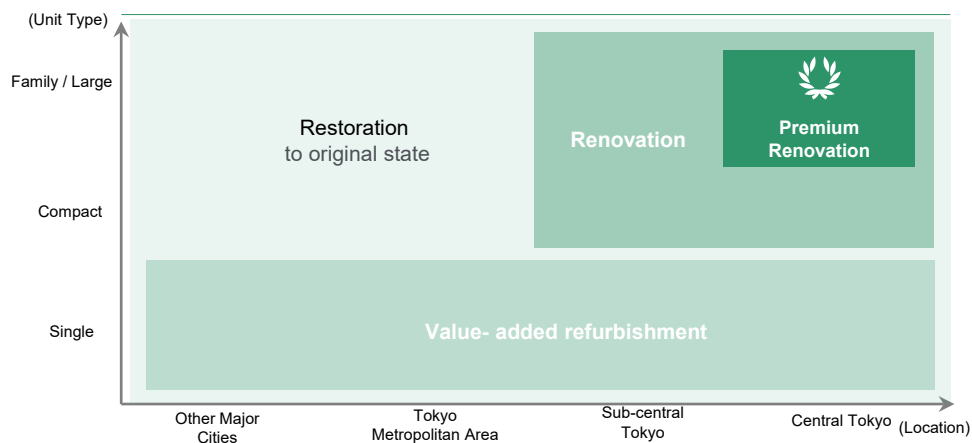 (Unit Type)
Family / Large
Compact
Single
Restoration
to original state
Renovation
Premium
Renovation
Value- added refurbishment
Other Major
Cities
Tokyo
Metropolitan Area
Sub-central
Tokyo
Central Tokyo
(Location)